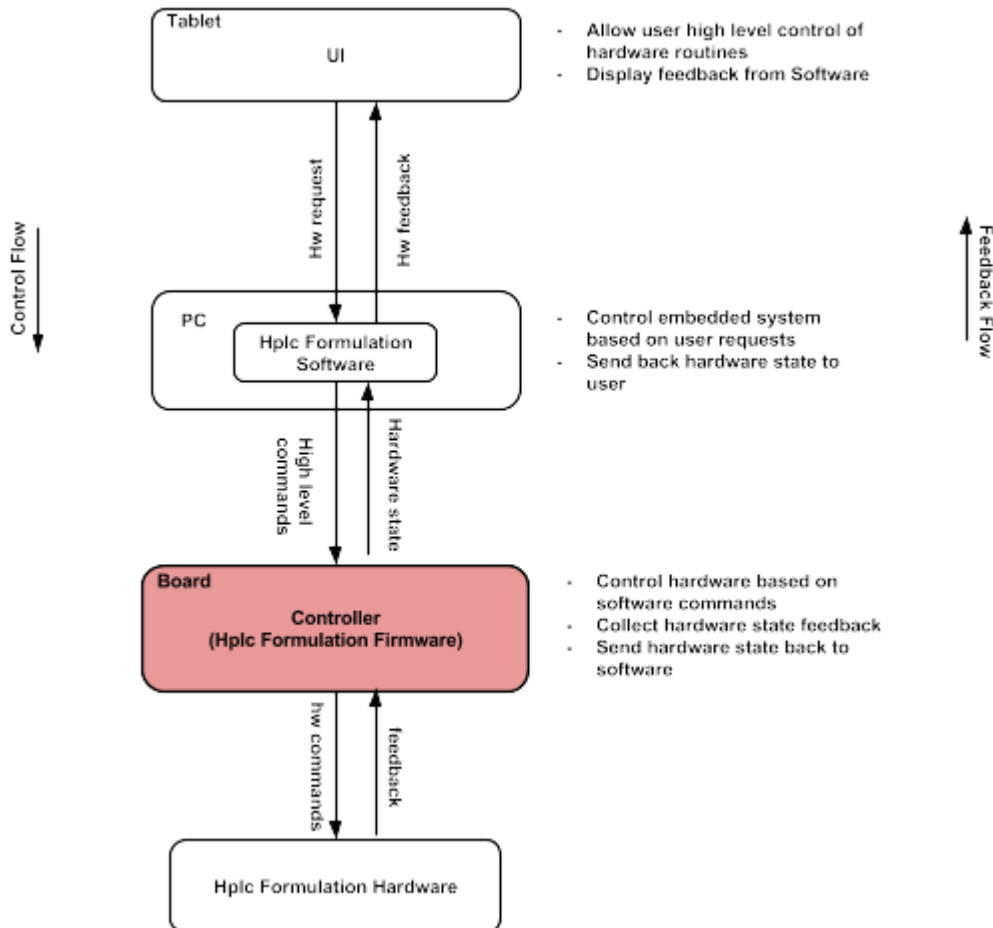 Tablet
UI
- Allow user high level control of
hardware routines
- Display feedback from Software
Hw request
Hw feedback
Control Flow
Feedback Flow
PC
Hplc Formulation
Software
- Control embedded system
based on user requests
- Send back hardware state to
user
High level
commands
Hardware state
Board
Controller
(Hplc Formulation Firmware)
- Control hardware based on
software commands
- Collect hardware state feedback
- Send hardware state back to
software
hw commands
feedback
Hplc Formulation Hardware